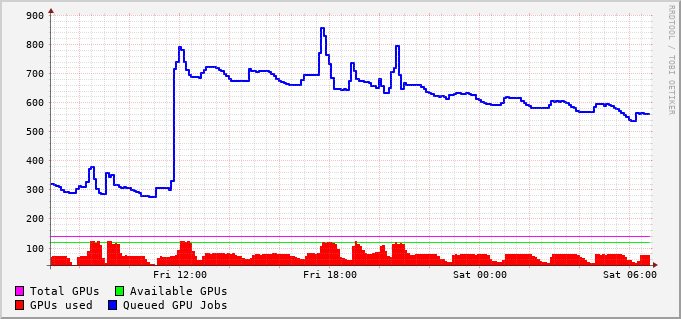 900
800
700
600
500
400
300
200
100
Fri 12:00 Fri 18:00 Sat 00:00 Sat 06:00
Total GPUs Available GPUs
GPUs used Queued GPU Jobs
RRDTOOL / TOBI OETIKER